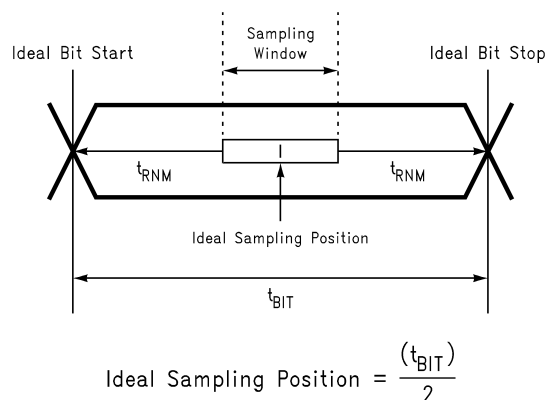 Sampling
Window
Ideal Bit Start
Ideal Bit Stop
tRNM
tRNM
Ideal Sampling Position
tBIT
Ideal Sampling Position = (tBIT)
2